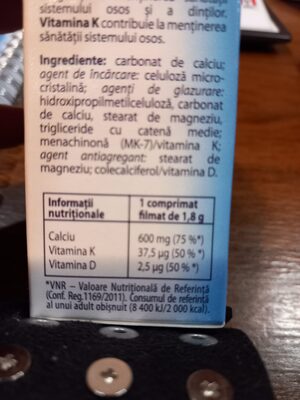 sistemului osos și a dinților.
Vitamina K contribuie la menținerea
sănătății sistemului osos.
Ingrediente: carbonat de calciu;
agent de încărcare: celuloză micro-
cristalină; agenți de glazurare:
hidroxipropilmetilceluloză, carbonat
de calciu, stearat de magneziu,
trigliceride cu catenă medie;
menachinonă (MK-7)/vitamina K;
agent antiagregant: stearat de
magneziu; colecalciferol/vitamina D.
Informații nutriționale
1 comprimat filmat de 1,8 g
Calciu 600 mg (75 %*)
Vitamina K 37,5 µg (50 %*)
Vitamina D 2,5 µg (50 %*)
*VNR – Valoare Nutrițională de Referință
(Conf. Reg.1169/2011). Consumul de referință
al unui adult obișnuit (8 400 kJ/2 000 kcal).